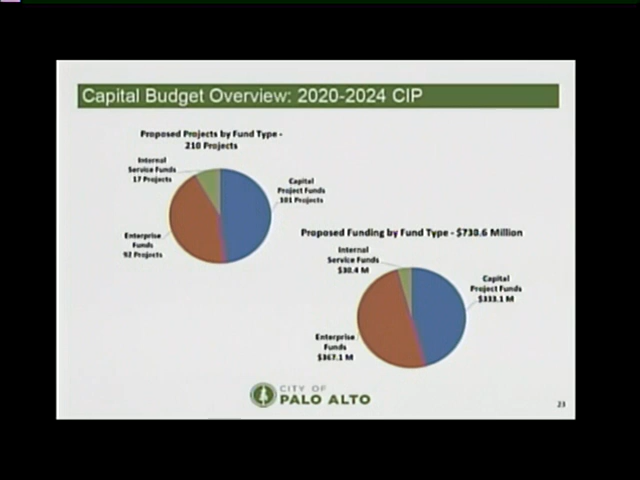 Capital Budget Overview: 2020-2024 CIP
Proposed Projects by Fund Type -
210 Projects
Internal
Service Funds
17 Projects
Capital
Project Funds
101 Projects
Enterprise
Funds
92 Projects
Proposed Funding by Fund Type - $730.6 Million
Internal
Service Funds
$30.4 M
Capital
Project Funds
$333.1 M
Enterprise
Funds
$367.1 M
CITY OF
PALO ALTO
23